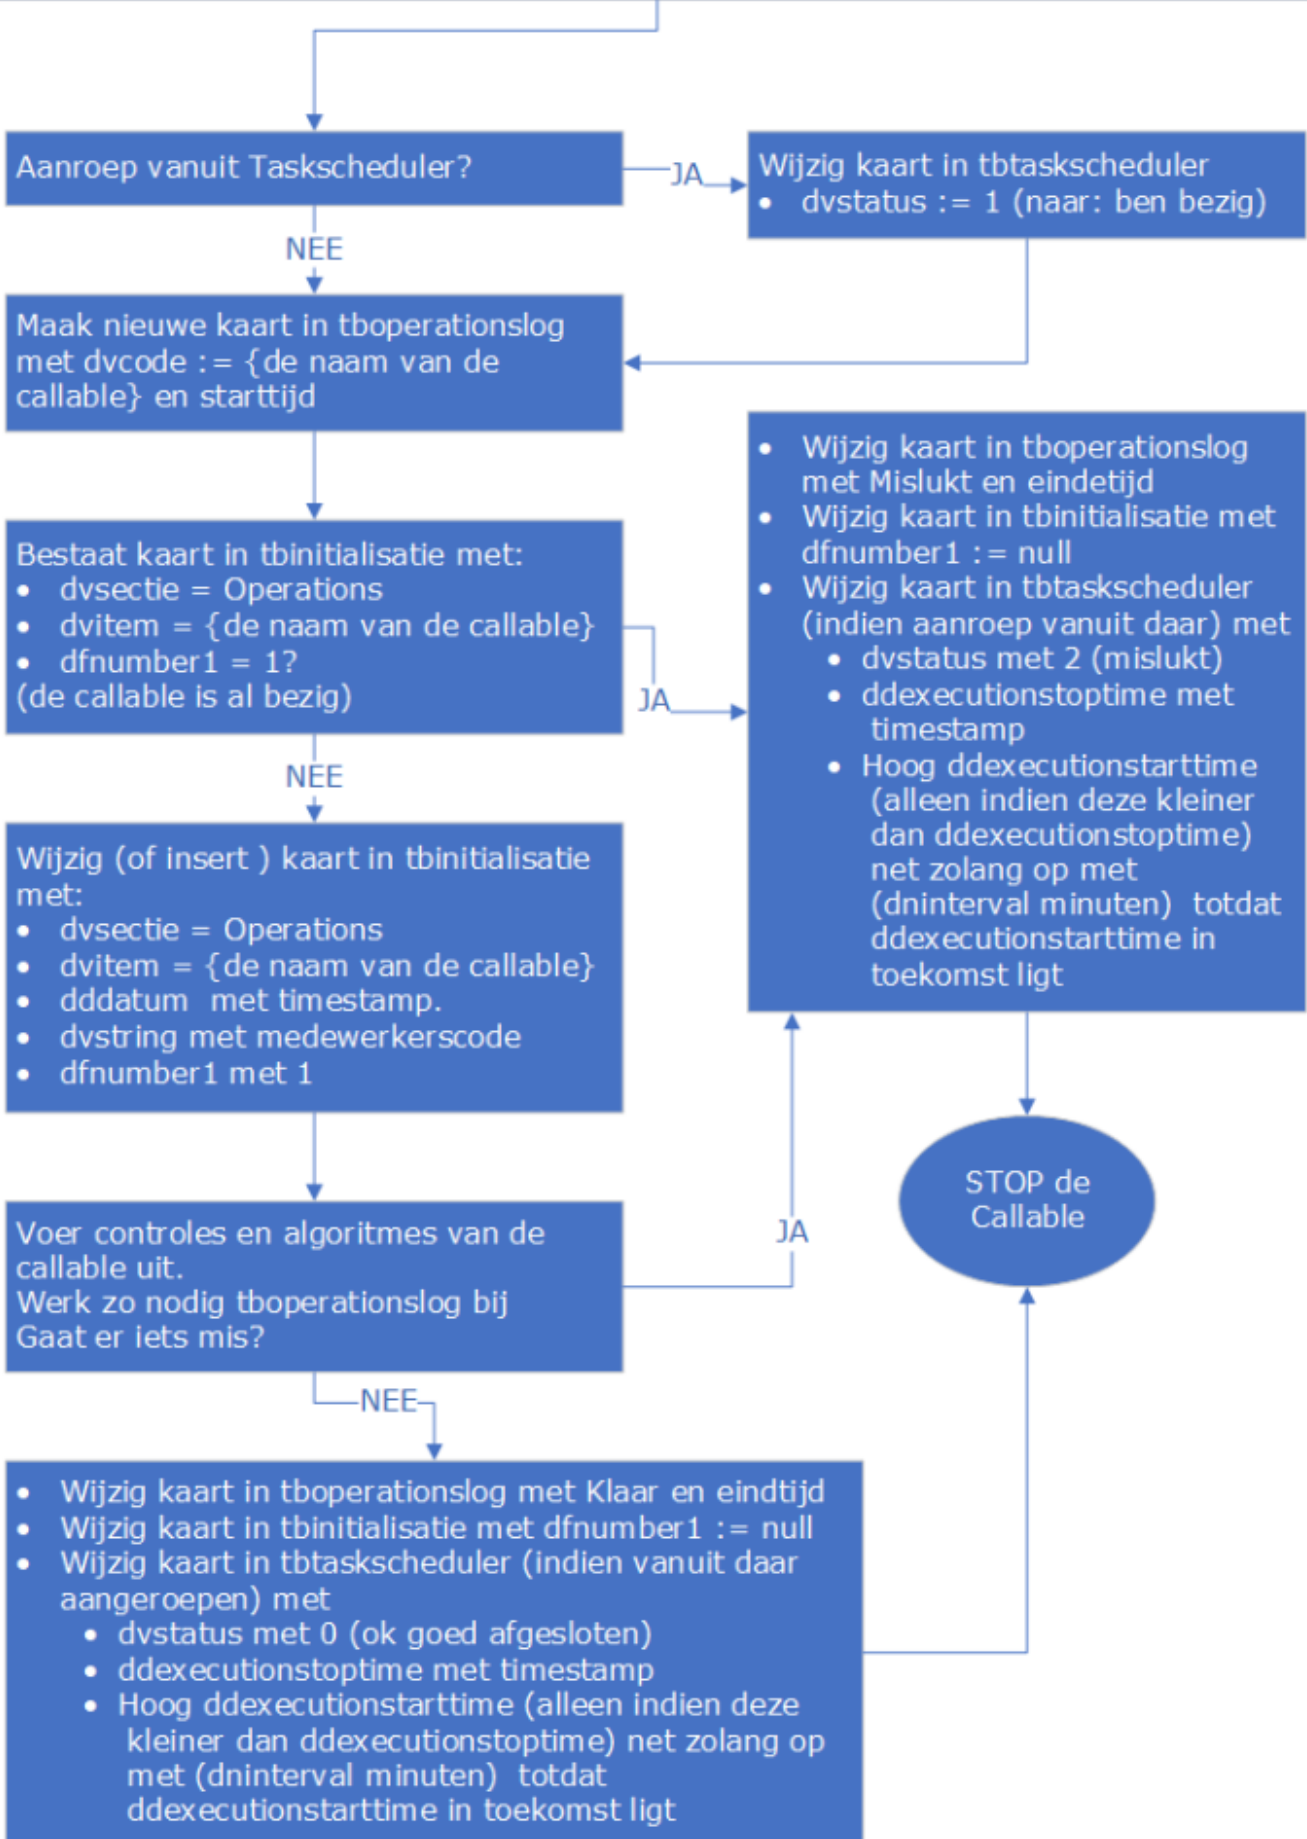 Aanroep vanuit Taskscheduler?
JA
Wijzig kaart in tbtaskscheduler
• dvstatus := 1 (naar: ben bezig)
NEE
Maak nieuwe kaart in tboperationslog
met dvcode := {de naam van de
callable} en starttijd
Bestaat kaart in tbinitialisatie met:
• dvsectie = Operations
• dvitem = {de naam van de callable}
• dfnumber1 = 1?
(de callable is al bezig)
JA
• Wijzig kaart in tboperationslog
met Mislukt en eindetijd
• Wijzig kaart in tbinitialisatie met
dfnumber1 := null
• Wijzig kaart in tbtaskscheduler
(indien aanroep vanuit daar) met
• dvstatus met 2 (mislukt)
• ddexecutionstoptime met
timestamp
• Hoog ddexecutionstarttime
(alleen indien deze kleiner
dan ddexecutionstoptime)
net zolang op met
(dninterval minuten) totdat
ddexecutionstarttime in
toekomst ligt
NEE
Wijzig (of insert ) kaart in tbinitialisatie
met:
• dvsectie = Operations
• dvitem = {de naam van de callable}
• dddatum met timestamp.
• dvstring met medewerkerscode
• dfnumber1 met 1
STOP de
Callable
Voer controles en algoritmes van de
callable uit.
Werk zo nodig tboperationslog bij
Gaat er iets mis?
JA
NEE
• Wijzig kaart in tboperationslog met Klaar en eindtijd
• Wijzig kaart in tbinitialisatie met dfnumber1 := null
• Wijzig kaart in tbtaskscheduler (indien vanuit daar
aangeroepen) met
• dvstatus met 0 (ok goed afgesloten)
• ddexecutionstoptime met timestamp
• Hoog ddexecutionstarttime (alleen indien deze
kleiner dan ddexecutionstoptime) net zolang op
met (dninterval minuten) totdat
ddexecutionstarttime in toekomst ligt